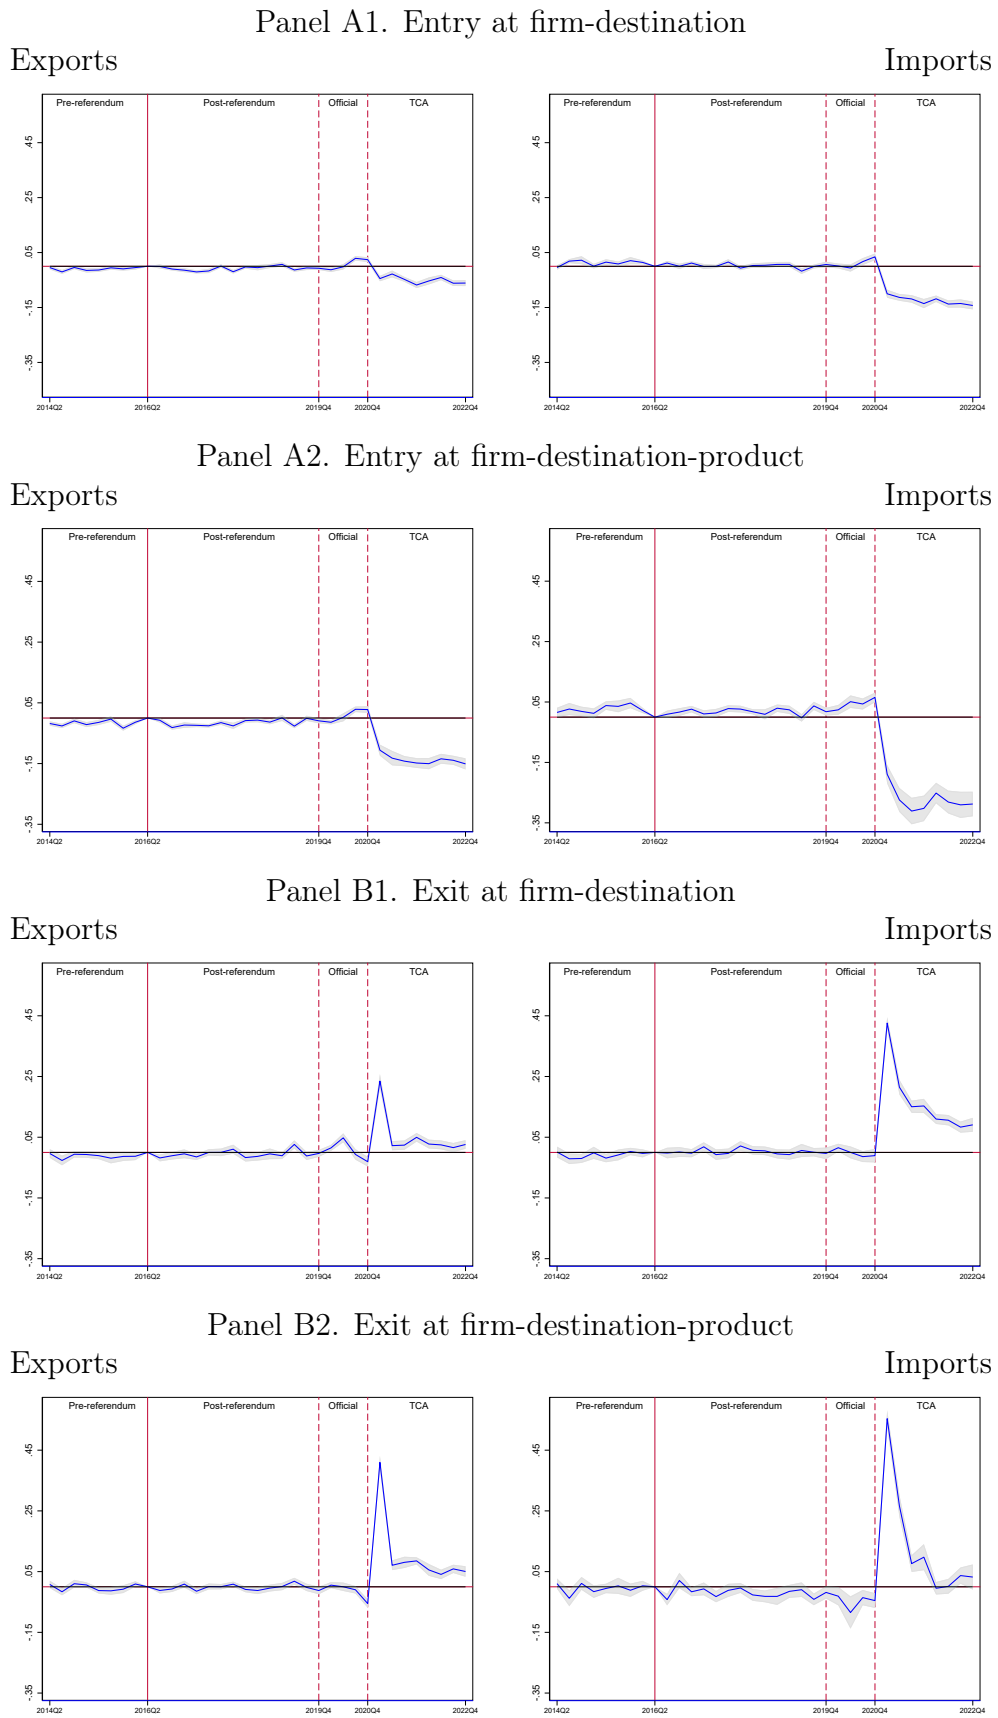 Panel A1. Entry at firm-destination
Exports Imports
Pre-referendum Post-referendum Official TCA
.45
.25
.05
-.15
-.35
2014Q2 2016Q2 2019Q4 2020Q4 2022Q4
Pre-referendum Post-referendum Official TCA
.45
.25
.05
-.15
-.35
2014Q2 2016Q2 2019Q4 2020Q4 2022Q4
Panel A2. Entry at firm-destination-product
Exports Imports
Pre-referendum Post-referendum Official TCA
.45
.25
.05
-.15
-.35
2014Q2 2016Q2 2019Q4 2020Q4 2022Q4
Pre-referendum Post-referendum Official TCA
.45
.25
.05
-.15
-.35
2014Q2 2016Q2 2019Q4 2020Q4 2022Q4
Panel B1. Exit at firm-destination
Exports Imports
Pre-referendum Post-referendum Official TCA
.45
.25
.05
-.15
-.35
2014Q2 2016Q2 2019Q4 2020Q4 2022Q4
Pre-referendum Post-referendum Official TCA
.45
.25
.05
-.15
-.35
2014Q2 2016Q2 2019Q4 2020Q4 2022Q4
Panel B2. Exit at firm-destination-product
Exports Imports
Pre-referendum Post-referendum Official TCA
.45
.25
.05
-.15
-.35
2014Q2 2016Q2 2019Q4 2020Q4 2022Q4
Pre-referendum Post-referendum Official TCA
.45
.25
.05
-.15
-.35
2014Q2 2016Q2 2019Q4 2020Q4 2022Q4